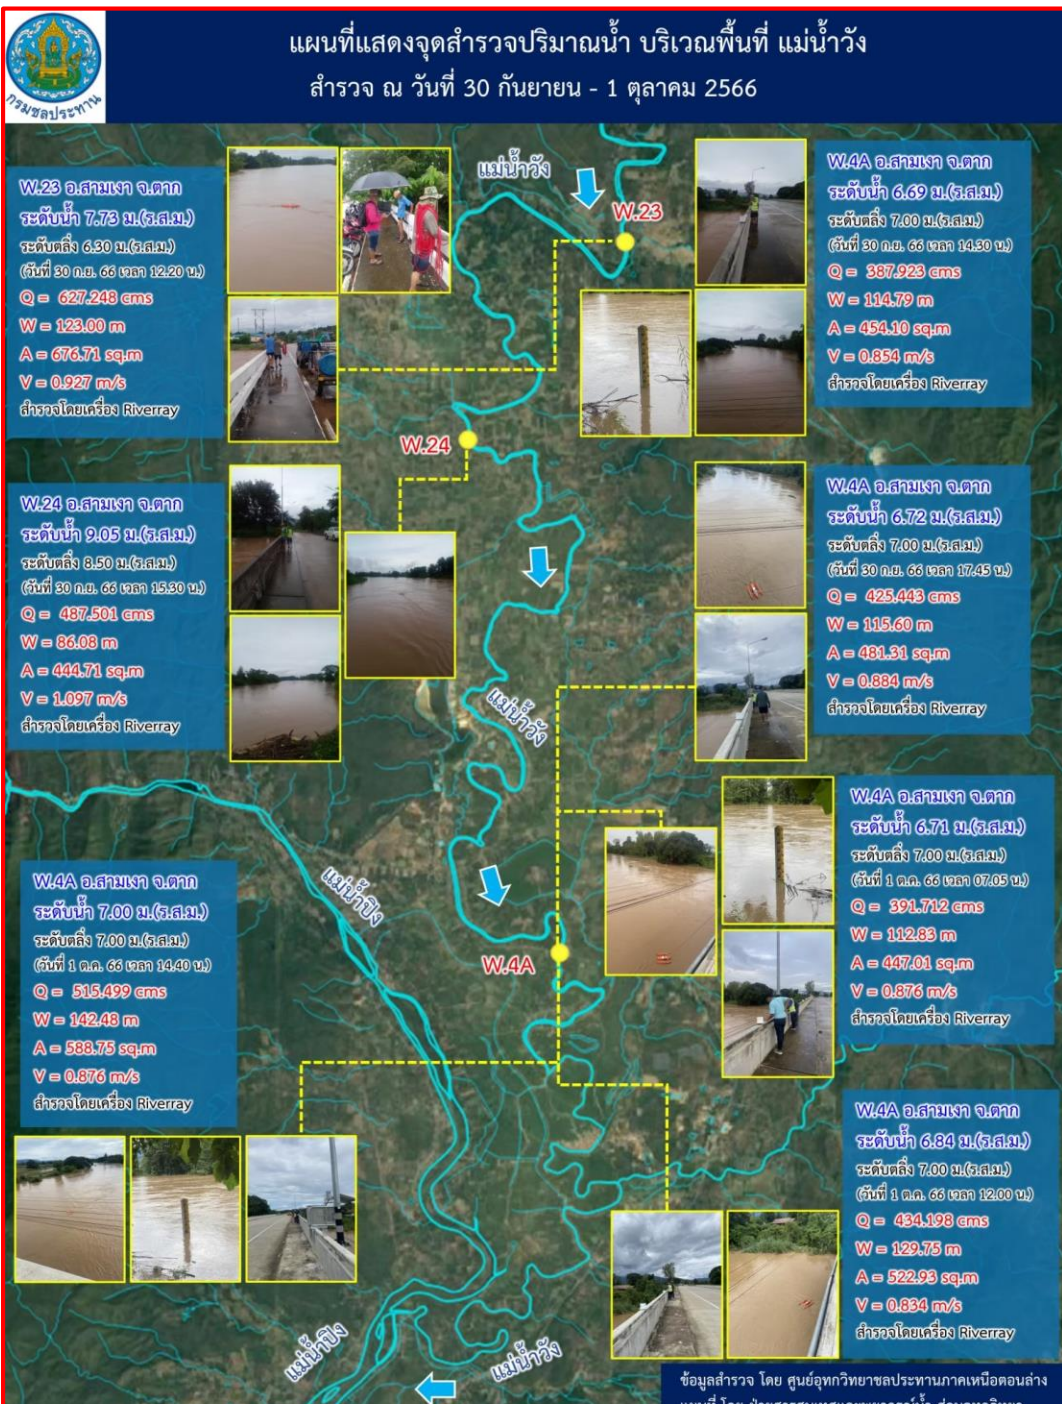 กรมชลประทาน
แผนที่แสดงจุดสำรวจปริมาณน้ำ บริเวณพื้นที่ แม่น้ำวัง
สำรวจ ณ วันที่ 30 กันยายน - 1 ตุลาคม 2566
W.23 อ.สามเงา จ.ตาก
ระดับน้ำ 7.73 ม.(ร.ส.ม.)
ระดับตลิ่ง 6.30 ม.(ร.ส.ม.)
(วันที่ 30 ก.ย. 66 เวลา 12.20 น.)
Q = 627.248 cms
W = 123.00 m
A = 676.71 sq.m
V = 0.927 m/s
สำรวจโดยเครื่อง Riverray
แม่น้ำวัง
W.23
W.4A อ.สามเงา จ.ตาก
ระดับน้ำ 6.69 ม.(ร.ส.ม.)
ระดับตลิ่ง 7.00 ม.(ร.ส.ม.)
(วันที่ 30 ก.ย. 66 เวลา 14.30 น.)
Q = 387.923 cms
W = 114.79 m
A = 454.10 sq.m
V = 0.854 m/s
สำรวจโดยเครื่อง Riverray
W.24
W.24 อ.สามเงา จ.ตาก
ระดับน้ำ 9.05 ม.(ร.ส.ม.)
ระดับตลิ่ง 8.50 ม.(ร.ส.ม.)
(วันที่ 30 ก.ย. 66 เวลา 15.30 น.)
Q = 487.501 cms
W = 86.08 m
A = 444.71 sq.m
V = 1.097 m/s
สำรวจโดยเครื่อง Riverray
W.4A อ.สามเงา จ.ตาก
ระดับน้ำ 6.72 ม.(ร.ส.ม.)
ระดับตลิ่ง 7.00 ม.(ร.ส.ม.)
(วันที่ 30 ก.ย. 66 เวลา 17.45 น.)
Q = 425.443 cms
W = 115.60 m
A = 481.31 sq.m
V = 0.884 m/s
สำรวจโดยเครื่อง Riverray
แม่น้ำวัง
W.4A อ.สามเงา จ.ตาก
ระดับน้ำ 6.71 ม.(ร.ส.ม.)
ระดับตลิ่ง 7.00 ม.(ร.ส.ม.)
(วันที่ 1 ต.ค. 66 เวลา 07.05 น.)
Q = 391.712 cms
W = 112.83 m
A = 447.01 sq.m
V = 0.876 m/s
สำรวจโดยเครื่อง Riverray
แม่น้ำปิง
W.4A
W.4A อ.สามเงา จ.ตาก
ระดับน้ำ 7.00 ม.(ร.ส.ม.)
ระดับตลิ่ง 7.00 ม.(ร.ส.ม.)
(วันที่ 1 ต.ค. 66 เวลา 14.40 น.)
Q = 515.499 cms
W = 142.48 m
A = 588.75 sq.m
V = 0.876 m/s
สำรวจโดยเครื่อง Riverray
W.4A อ.สามเงา จ.ตาก
ระดับน้ำ 6.84 ม.(ร.ส.ม.)
ระดับตลิ่ง 7.00 ม.(ร.ส.ม.)
(วันที่ 1 ต.ค. 66 เวลา 12.00 น.)
Q = 434.198 cms
W = 129.75 m
A = 522.93 sq.m
V = 0.834 m/s
สำรวจโดยเครื่อง Riverray
แม่น้ำปิง
แม่น้ำวัง
ข้อมูลสำรวจ โดย ศูนย์อุทกวิทยาชลประทานภาคเหนือตอนล่าง